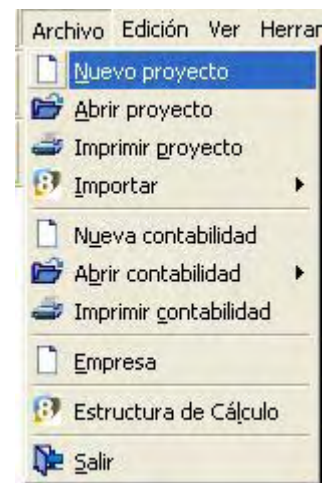 Archivo Edición Ver Herrar
Nuevo proyecto
Abrir proyecto
Imprimir proyecto
Importar
Nueva contabilidad
Abrir contabilidad
Imprimir contabilidad
Empresa
Estructura de Cálculo
Salir